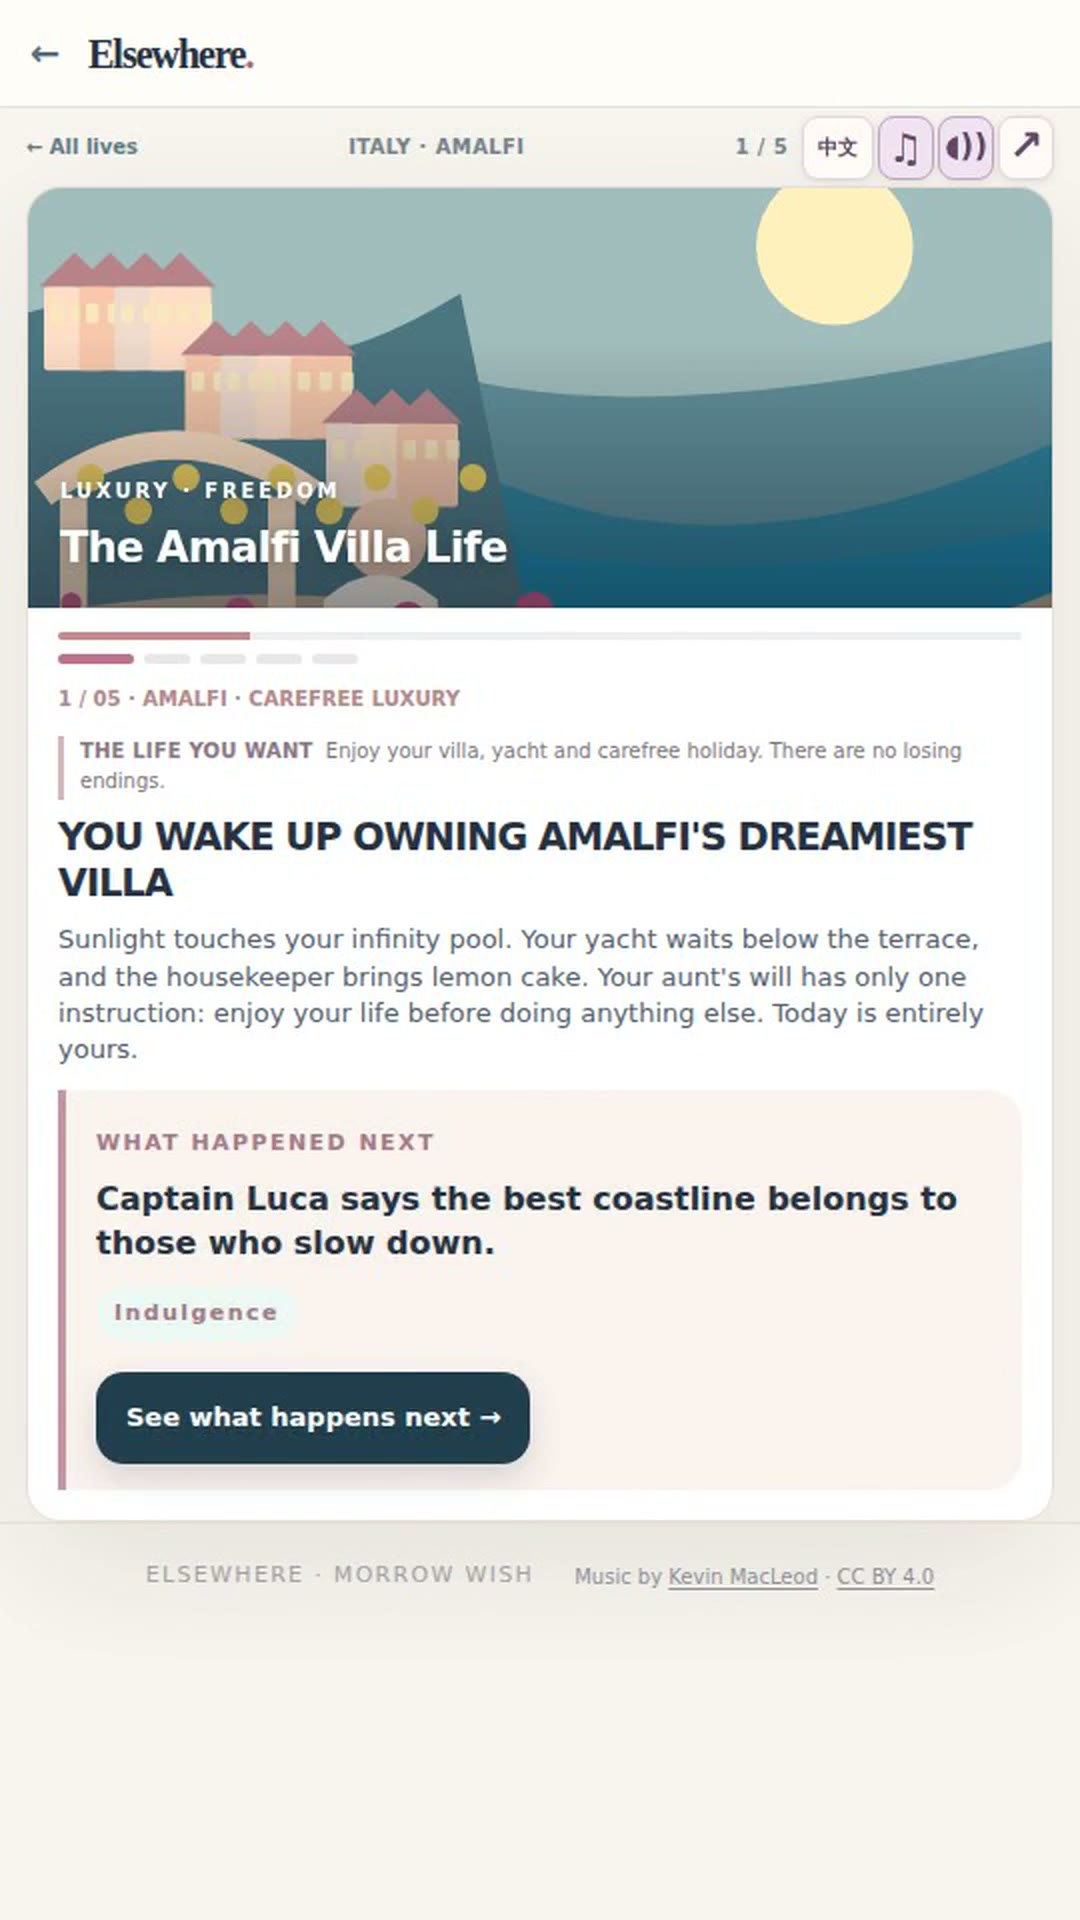 ← Elsewhere.
← All lives ITALY · AMALFI 1 / 5 中文
LUXURY · FREEDOM
The Amalfi Villa Life
1 / 05 · AMALFI · CAREFREE LUXURY
THE LIFE YOU WANT Enjoy your villa, yacht and carefree holiday. There are no losing
endings.
YOU WAKE UP OWNING AMALFI'S DREAMIEST
VILLA
Sunlight touches your infinity pool. Your yacht waits below the terrace,
and the housekeeper brings lemon cake. Your aunt's will has only one
instruction: enjoy your life before doing anything else. Today is entirely
yours.
WHAT HAPPENED NEXT
Captain Luca says the best coastline belongs to
those who slow down.
Indulgence
See what happens next →
ELSEWHERE · MORROW WISH Music by Kevin MacLeod · CC BY 4.0